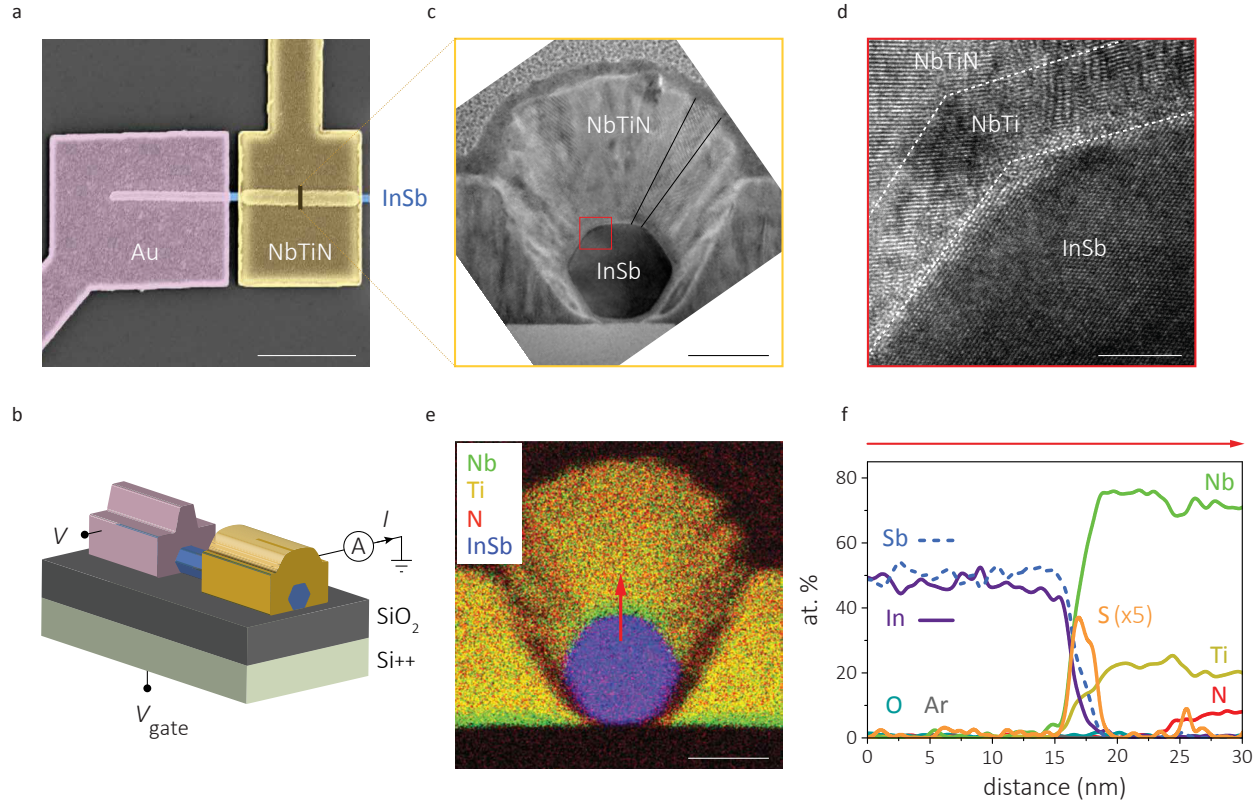 a
Au
NbTiN
InSb
c
NbTiN
InSb
d
NbTiN
NbTi
InSb
b
V
I
A
SiO2
Si++
Vgate
e
Nb
Ti
N
InSb
f
at. %
80
60
40
20
0
Sb
In
O
Ar
S (x5)
Nb
Ti
N
0
5
10
15
20
25
30
distance (nm)